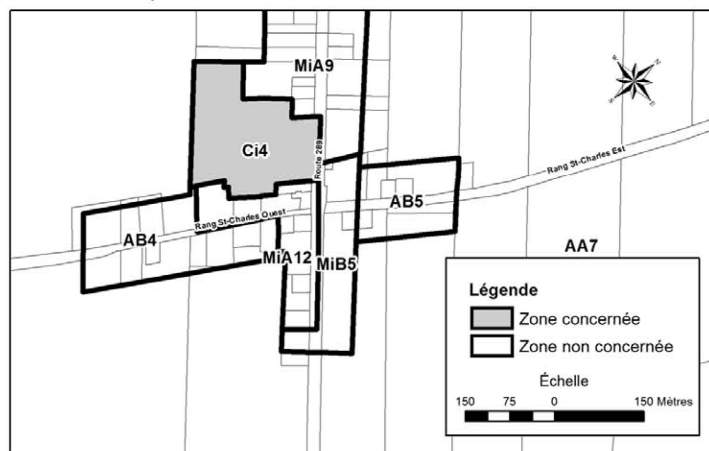 MiA9
N
O
E
Ci4
Route 289
Rang St-Charles Est
AB5
Rang St-Charles Ouest
AB4
AA7
MiA12
MiB5
Légende
Zone concernée
Zone non concernée
Échelle
150 75 0 150 Mètres